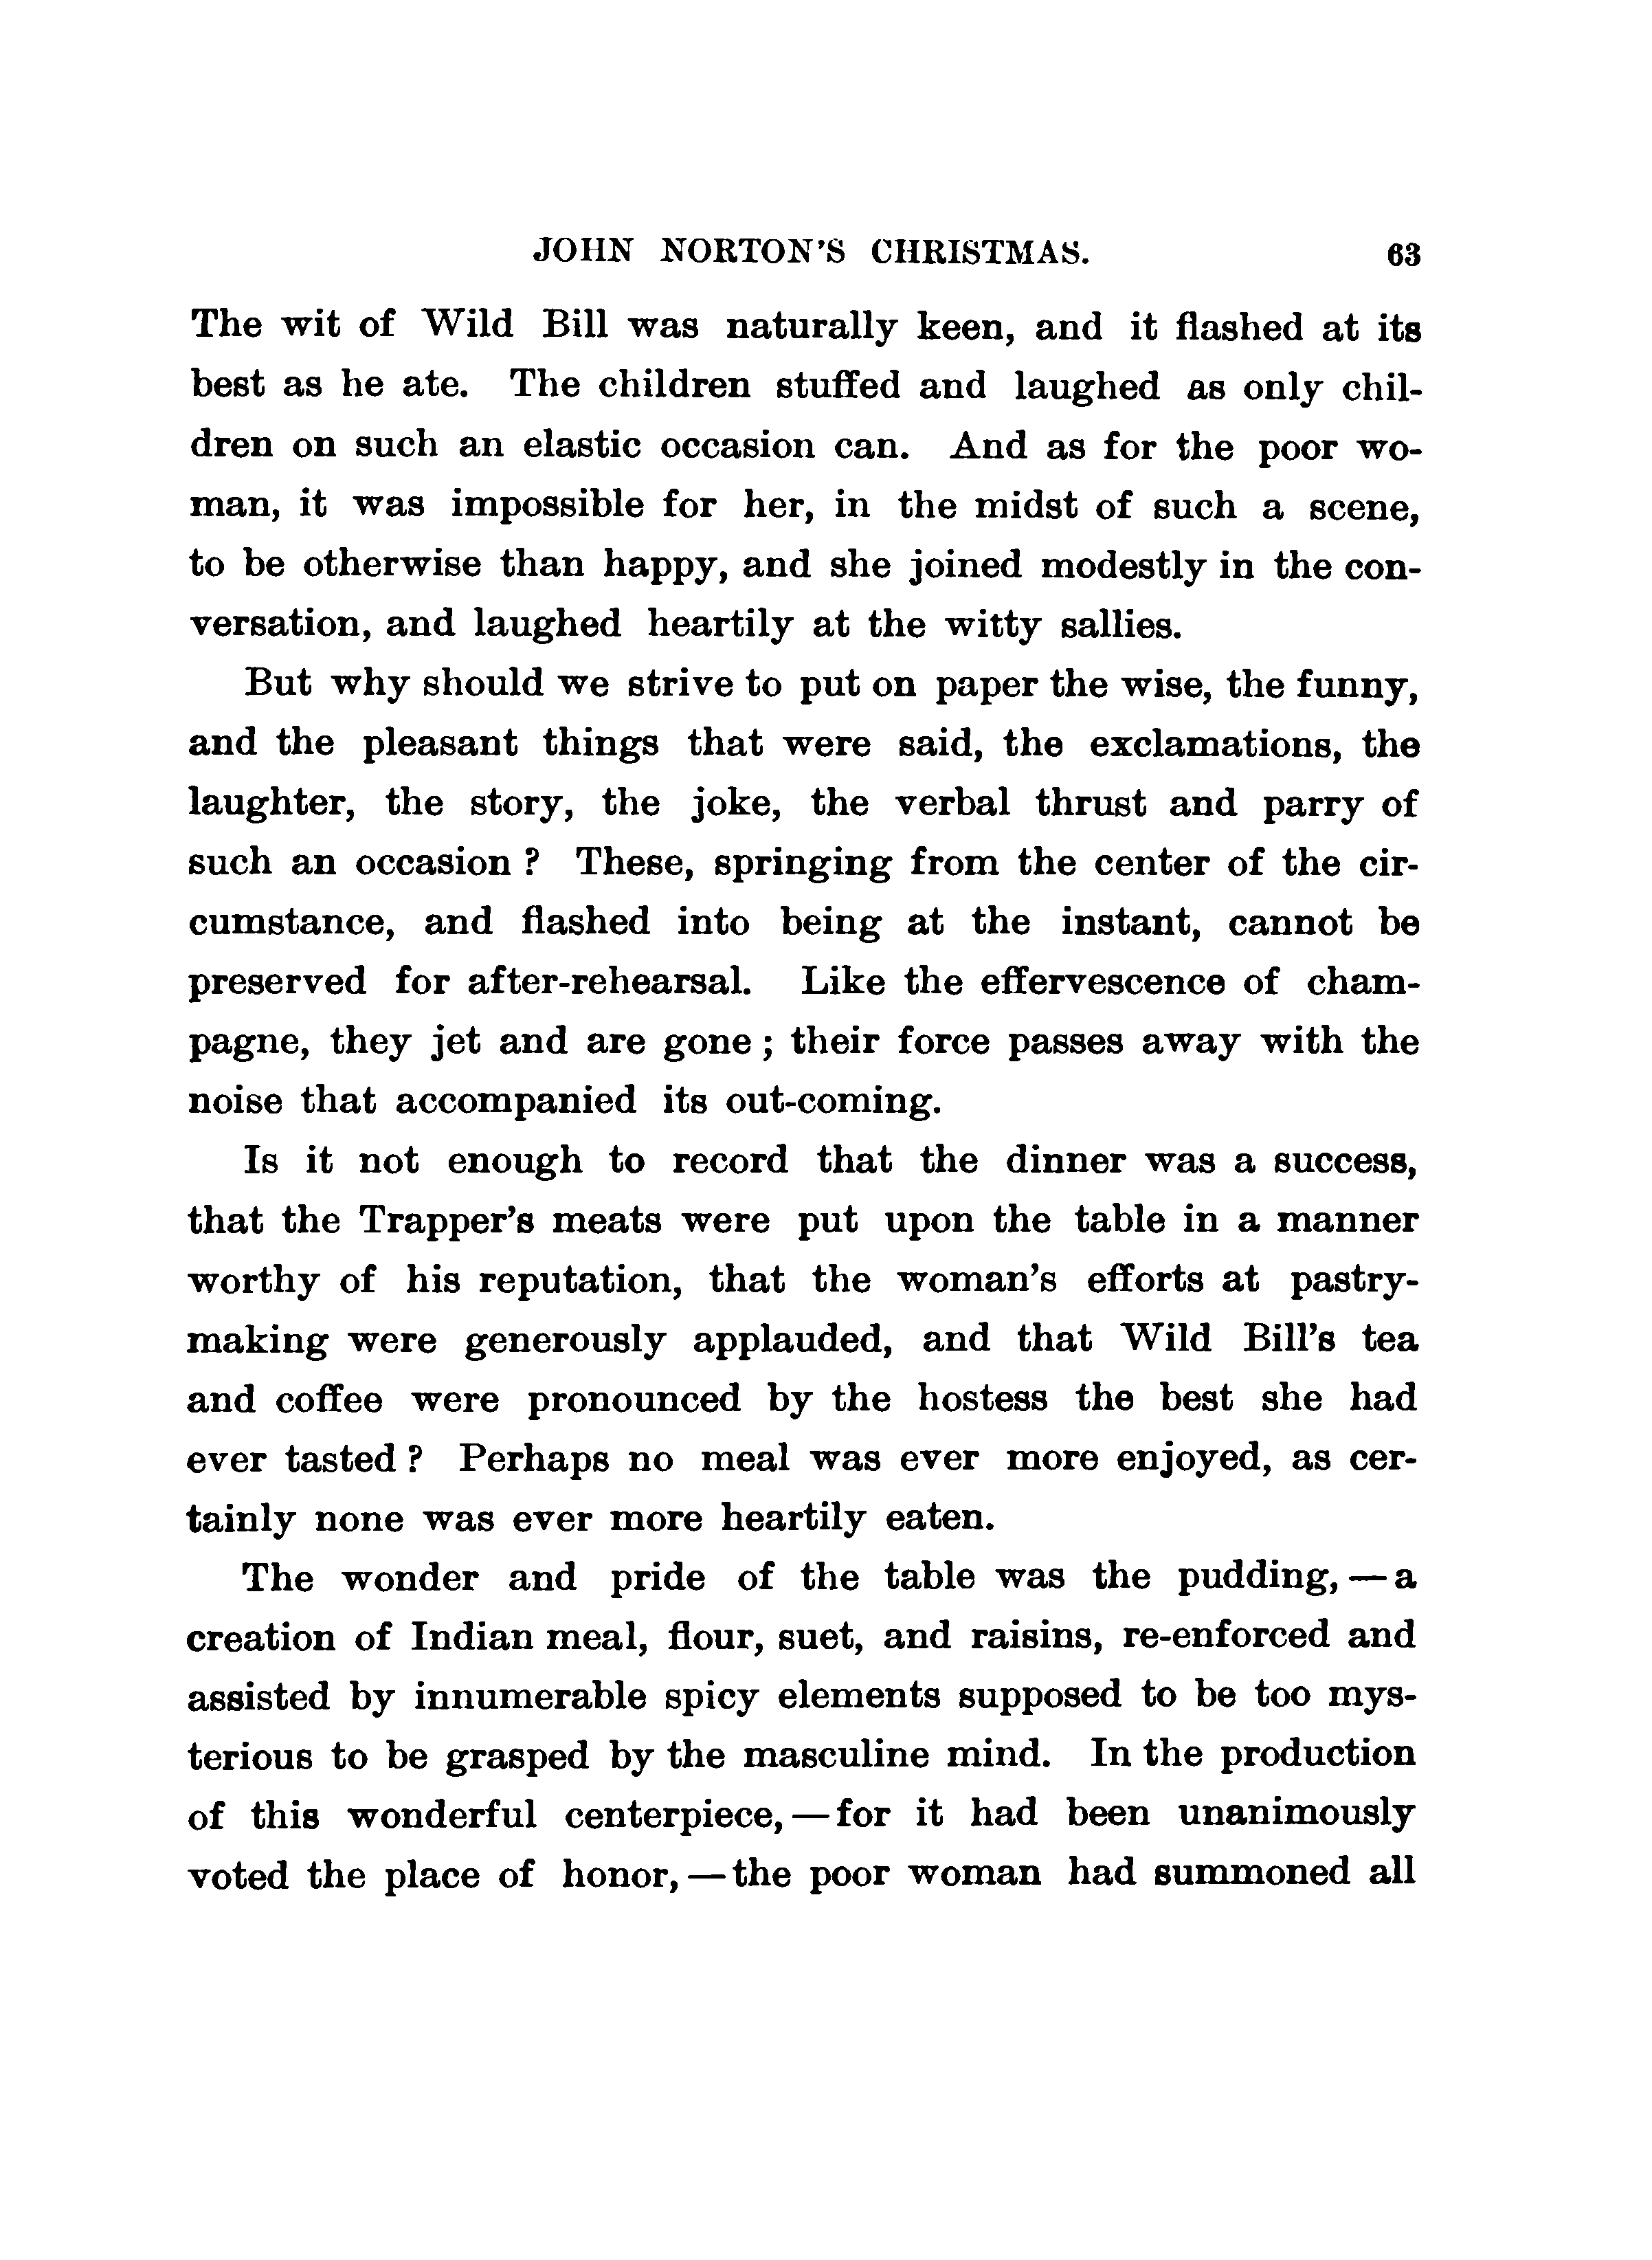 JOHN NORTON'S CHRISTMAS. 63
The wit of Wild Bill was naturally keen, and it flashed at its
best as he ate. The children stuffed and laughed as only chil-
dren on such an elastic occasion can. And as for the poor wo-
man, it was impossible for her, in the midst of such a scene,
to be otherwise than happy, and she joined modestly in the con-
versation, and laughed heartily at the witty sallies.
But why should we strive to put on paper the wise, the funny,
and the pleasant things that were said, the exclamations, the
laughter, the story, the joke, the verbal thrust and parry of
such an occasion ? These, springing from the center of the cir-
cumstance, and flashed into being at the instant, cannot be
preserved for after-rehearsal. Like the effervescence of cham-
pagne, they jet and are gone ; their force passes away with the
noise that accompanied its out-coming.
Is it not enough to record that the dinner was a success,
that the Trapper's meats were put upon the table in a manner
worthy of his reputation, that the woman's efforts at pastry-
making were generously applauded, and that Wild Bill's tea
and coffee were pronounced by the hostess the best she had
ever tasted ? Perhaps no meal was ever more enjoyed, as cer-
tainly none was ever more heartily eaten.
The wonder and pride of the table was the pudding, — a
creation of Indian meal, flour, suet, and raisins, re-enforced and
assisted by innumerable spicy elements supposed to be too mys-
terious to be grasped by the masculine mind. In the production
of this wonderful centerpiece, — for it had been unanimously
voted the place of honor, — the poor woman had summoned all